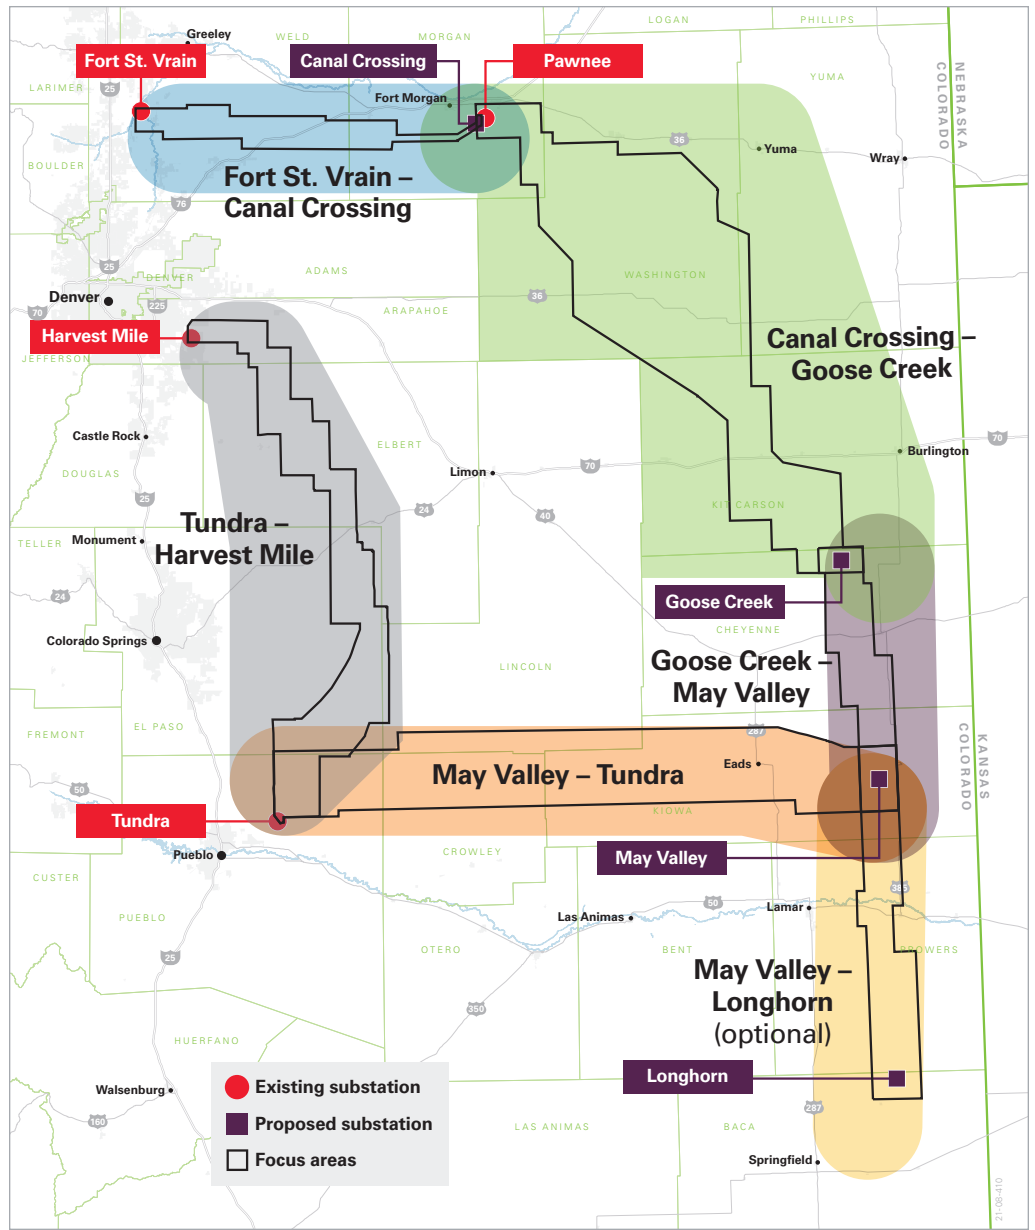 LOGAN
PHILLIPS
Greeley
WELD
MORGAN
Fort St. Vrain
Canal Crossing
Pawnee
YUMA
NEBRASKA
COLORADO
LARIMER
25
Fort Morgan
36
Yuma
Wray
BOULDER
Fort St. Vrain –
Canal Crossing
76
25
DENVER
ADAMS
WASHINGTON
Denver
225
36
70
ARAPAHOE
Harvest Mile
JEFFERSON
Canal Crossing –
Goose Creek
Castle Rock
ELBERT
70
Burlington
DOUGLAS
Limon
70
25
KIT CARSON
24
40
Tundra –
Harvest Mile
TELLER
Monument
24
Goose Creek
Colorado Springs
CHEYENNE
LINCOLN
Goose Creek –
May Valley
EL PASO
FREMONT
287
KANSAS
COLORADO
Eads
May Valley – Tundra
50
KIOWA
Tundra
Pueblo
CROWLEY
May Valley
CUSTER
385
50
Lamar
PUEBLO
Las Animas
OTERO
BENT
PROWERS
25
May Valley –
Longhorn
(optional)
350
HUERFANO
Longhorn
Existing substation
Walsenburg
287
160
Proposed substation
LAS ANIMAS
BACA
Focus areas
Springfield
21-08-410